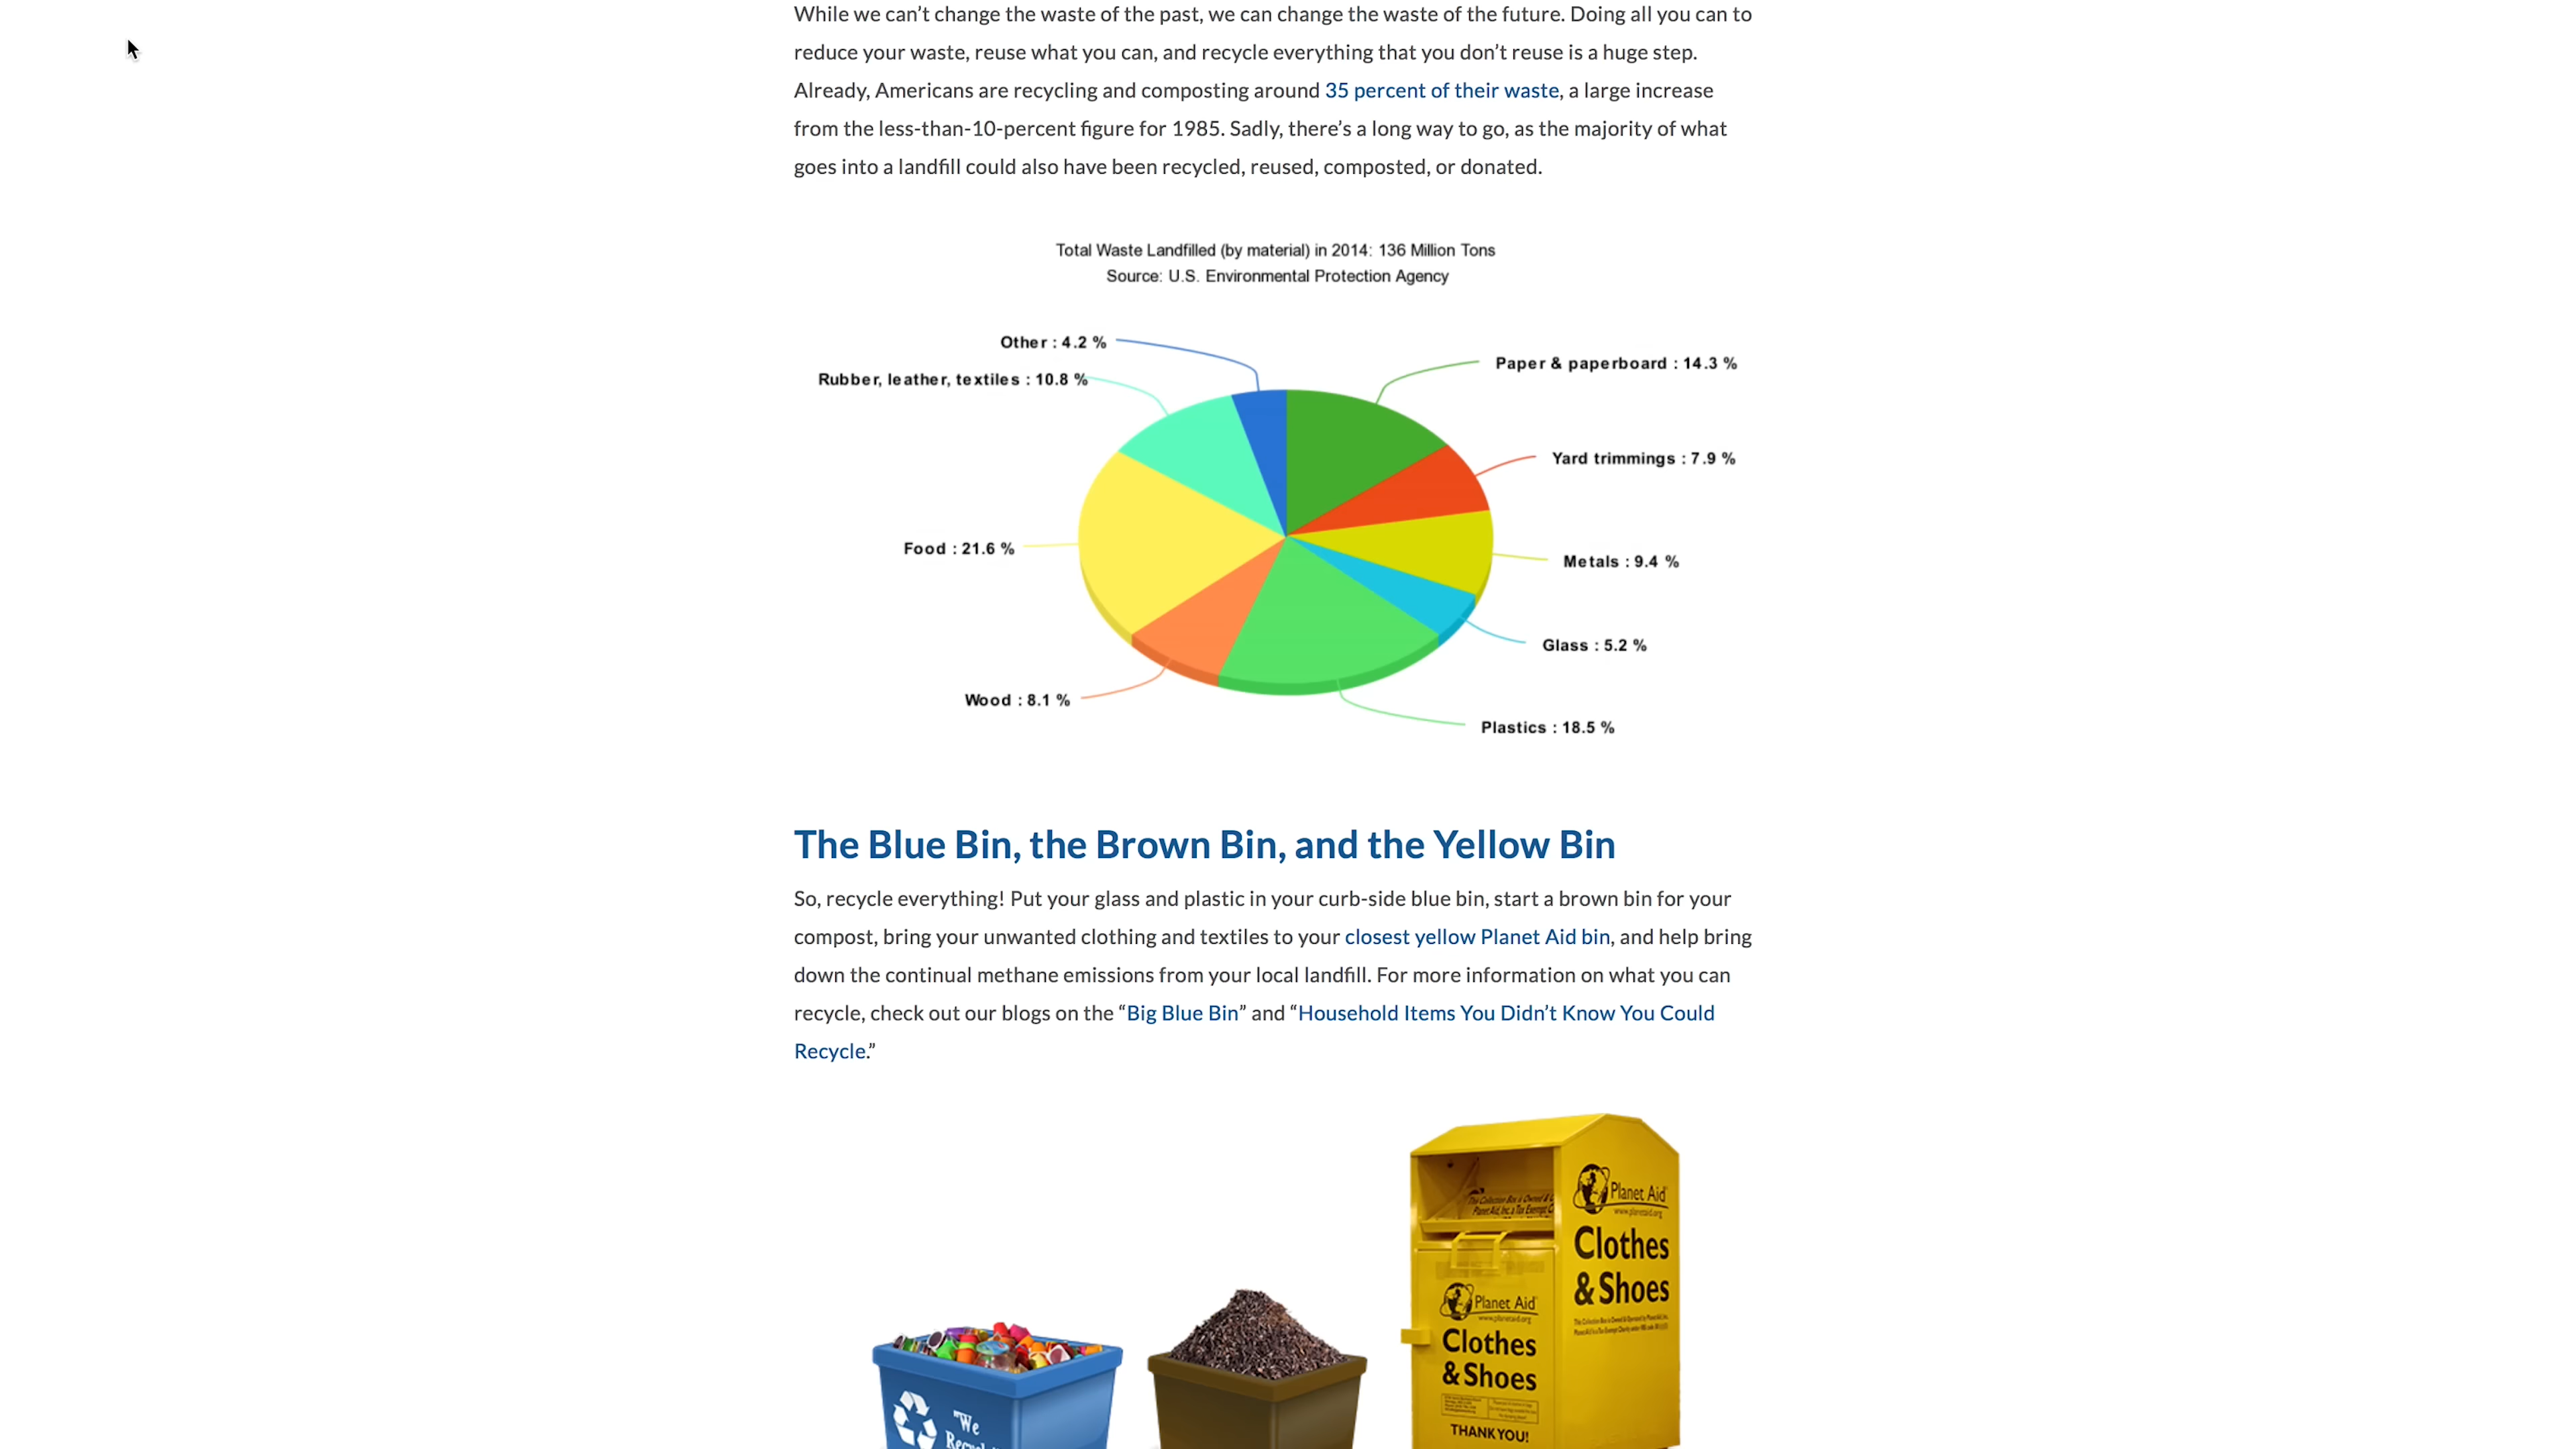 While we can’t change the waste of the past, we can change the waste of the future. Doing all you can to
reduce your waste, reuse what you can, and recycle everything that you don’t reuse is a huge step.
Already, Americans are recycling and composting around 35 percent of their waste, a large increase
from the less-than-10-percent figure for 1985. Sadly, there’s a long way to go, as the majority of what
goes into a landfill could also have been recycled, reused, composted, or donated.
Total Waste Landfilled (by material) in 2014: 136 Million Tons
Source: U.S. Environmental Protection Agency
Other : 4.2 %
Paper & paperboard : 14.3 %
Rubber, leather, textiles : 10.8 %
Yard trimmings : 7.9 %
Food : 21.6 %
Metals : 9.4 %
Glass : 5.2 %
Wood : 8.1 %
Plastics : 18.5 %
The Blue Bin, the Brown Bin, and the Yellow Bin
So, recycle everything! Put your glass and plastic in your curb-side blue bin, start a brown bin for your
compost, bring your unwanted clothing and textiles to your closest yellow Planet Aid bin, and help bring
down the continual methane emissions from your local landfill. For more information on what you can
recycle, check out our blogs on the “Big Blue Bin” and “Household Items You Didn’t Know You Could
Recycle.”
Planet Aid
www.planetaid.org
Clothes
& Shoes
Planet Aid
www.planetaid.org
Clothes
& Shoes
THANK YOU!
"We